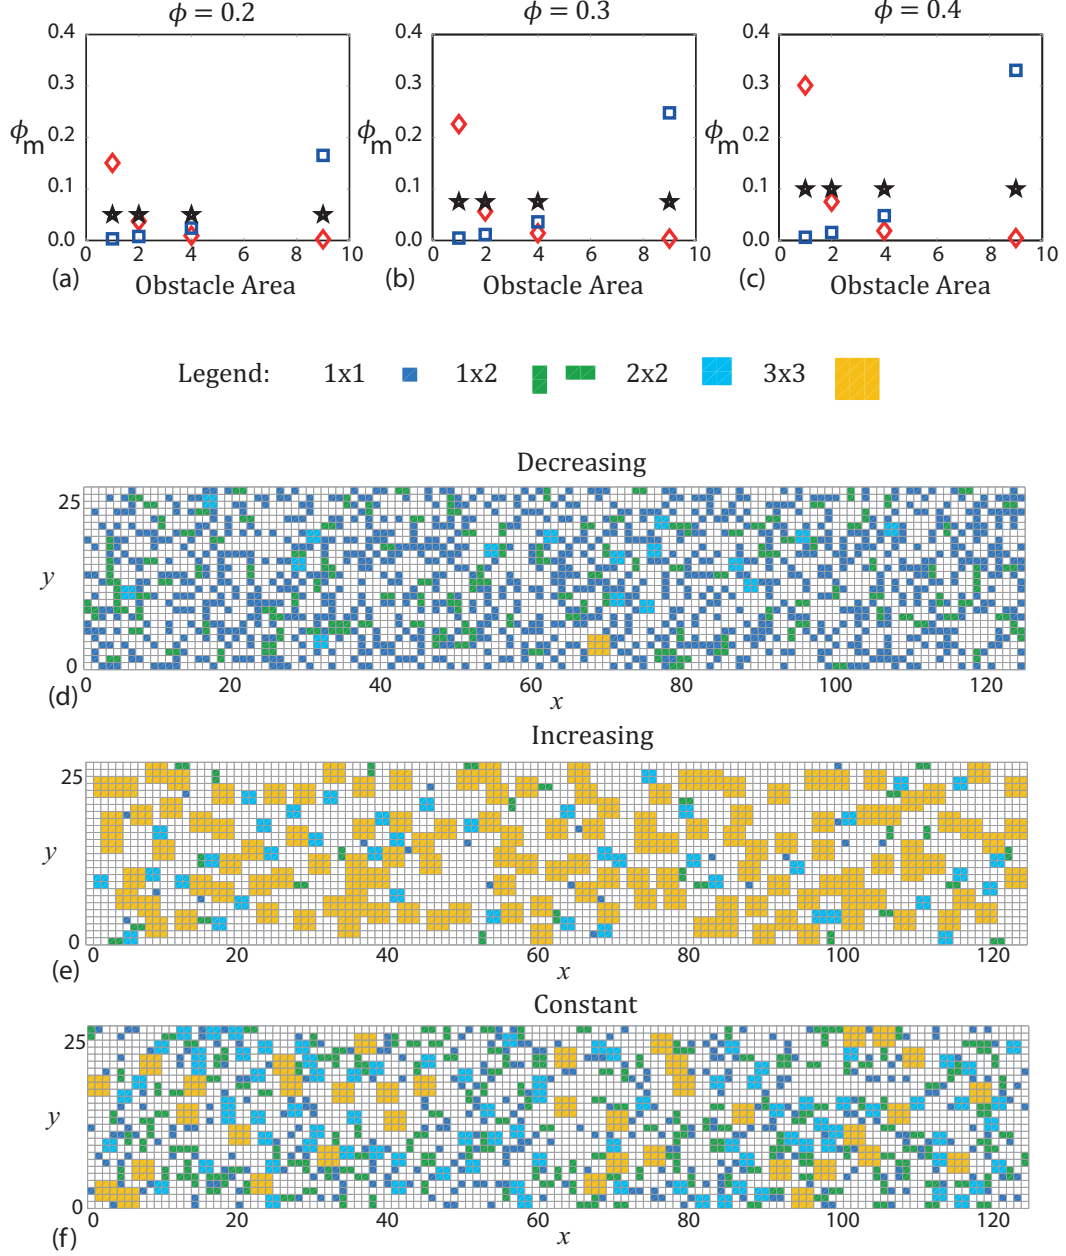 ϕ = 0.2 ϕ = 0.3 ϕ = 0.4
0.4 0.4 0.4
0.3 0.3 0.3
ϕm 0.2 ϕm 0.2 ϕm 0.2
0.1 0.1 0.1
0.0 0.0 0.0
0 2 4 6 8 10 0 2 4 6 8 10 0 2 4 6 8 10
(a) Obstacle Area (b) Obstacle Area (c) Obstacle Area
Legend: 1x1 1x2 2x2 3x3
Decreasing
25
y
0
0 20 40 60 80 100 120
(d) x
Increasing
25
y
0
0 20 40 60 80 100 120
(e) x
Constant
25
y
0
0 20 40 60 80 100 120
(f) x